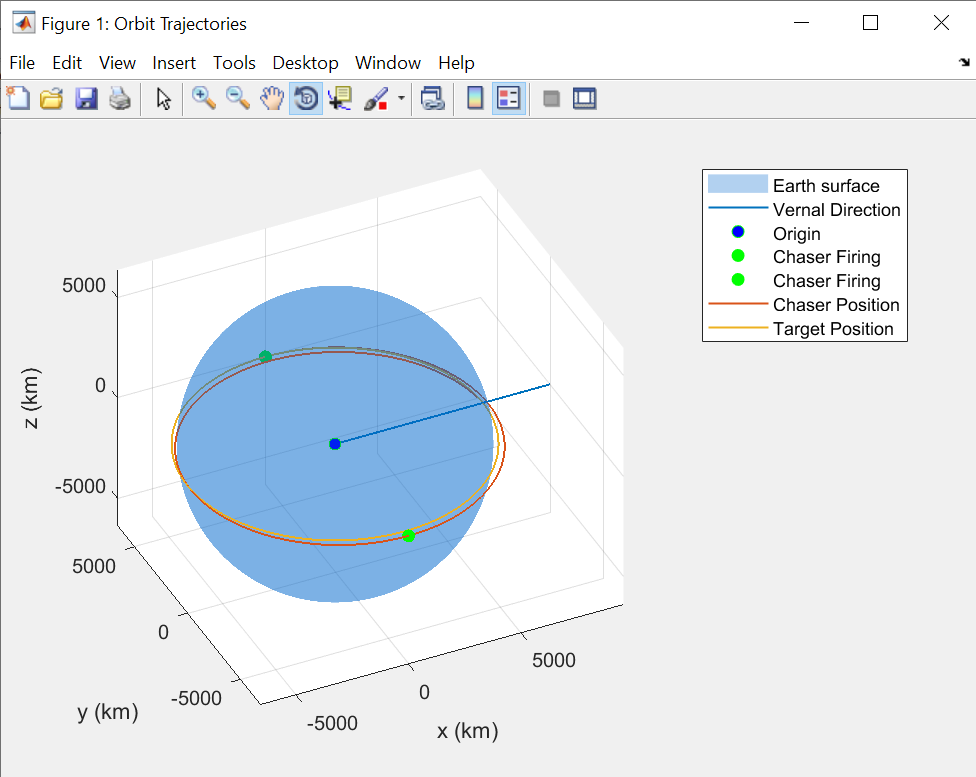 Figure 1: Orbit Trajectories
File Edit View Insert Tools Desktop Window Help
Earth surface
Vernal Direction
Origin
Chaser Firing
Chaser Firing
Chaser Position
Target Position
5000
0
-5000
z (km)
5000
0
-5000
y (km)
-5000
0
5000
x (km)